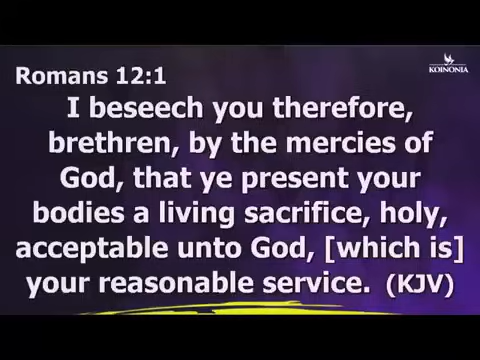 KOINONIA
Romans 12:1
I beseech you therefore,
brethren, by the mercies of
God, that ye present your
bodies a living sacrifice, holy,
acceptable unto God, [which is]
your reasonable service. (KJV)